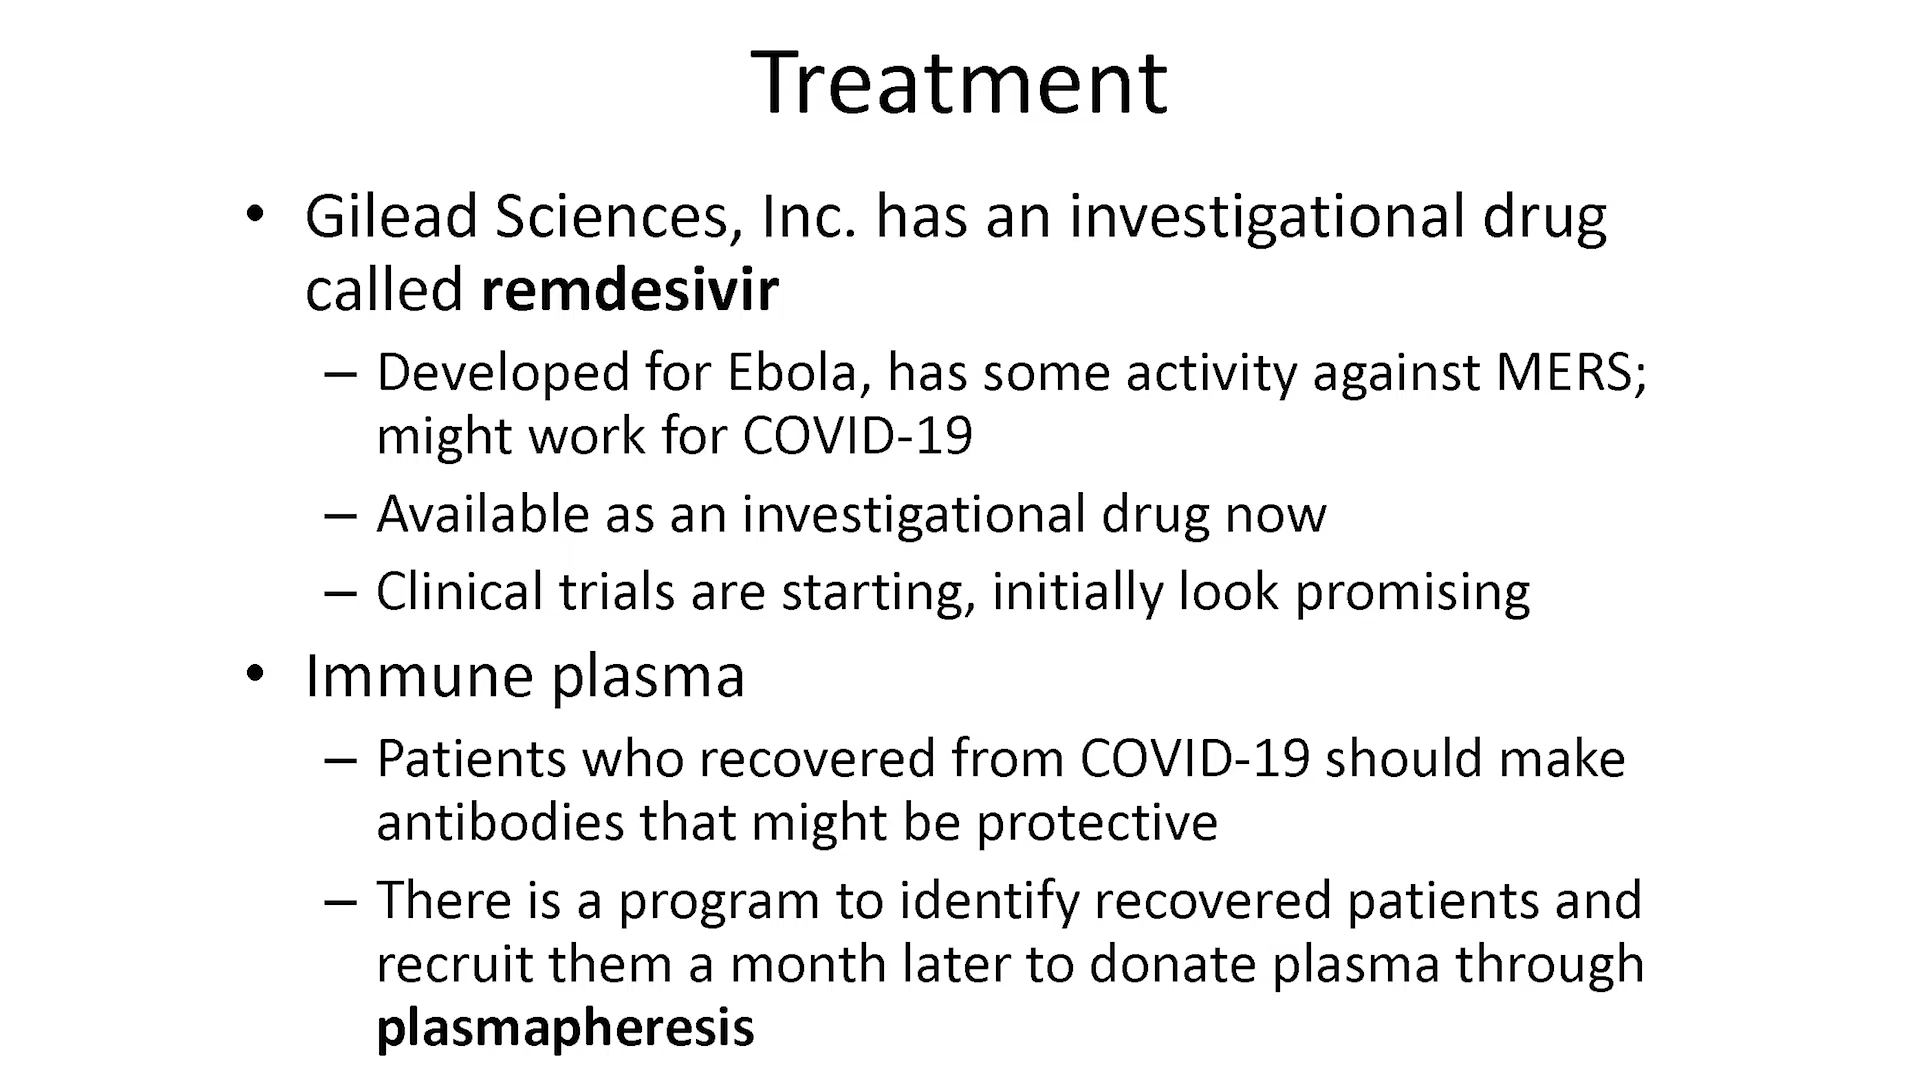 Treatment
• Gilead Sciences, Inc. has an investigational drug
called remdesivir
– Developed for Ebola, has some activity against MERS;
might work for COVID-19
– Available as an investigational drug now
– Clinical trials are starting, initially look promising
• Immune plasma
– Patients who recovered from COVID-19 should make
antibodies that might be protective
– There is a program to identify recovered patients and
recruit them a month later to donate plasma through
plasmapheresis